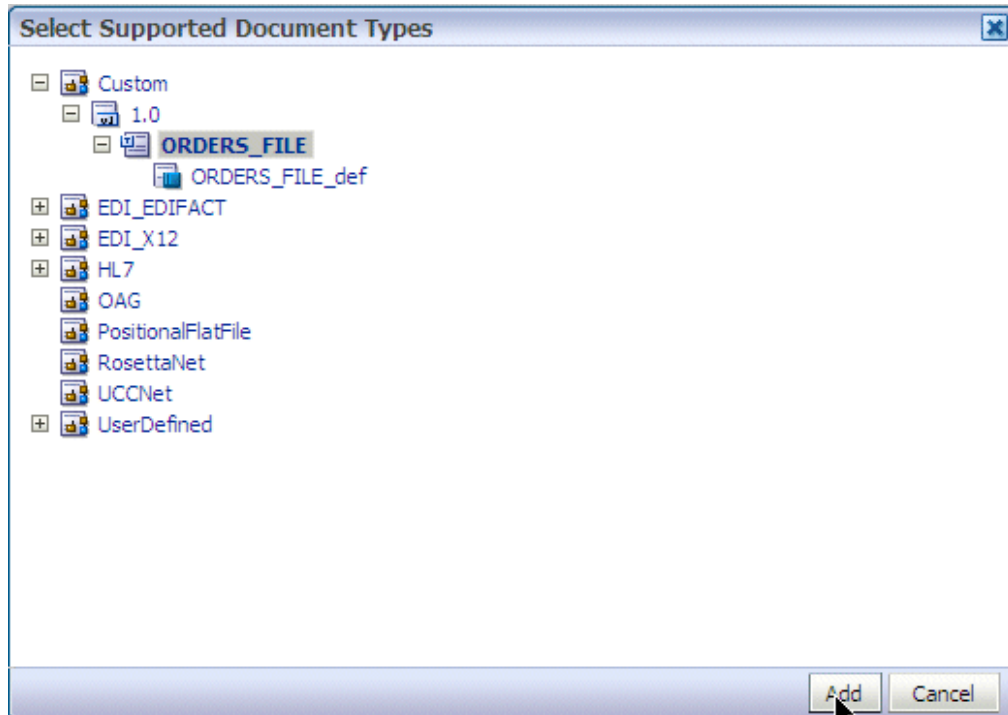 Select Supported Document Types
Custom
1.0
ORDERS_FILE
ORDERS_FILE_def
EDI_EDIFACT
EDI_X12
HL7
OAG
PositionalFlatFile
RosettaNet
UCCNet
UserDefined
Add Cancel